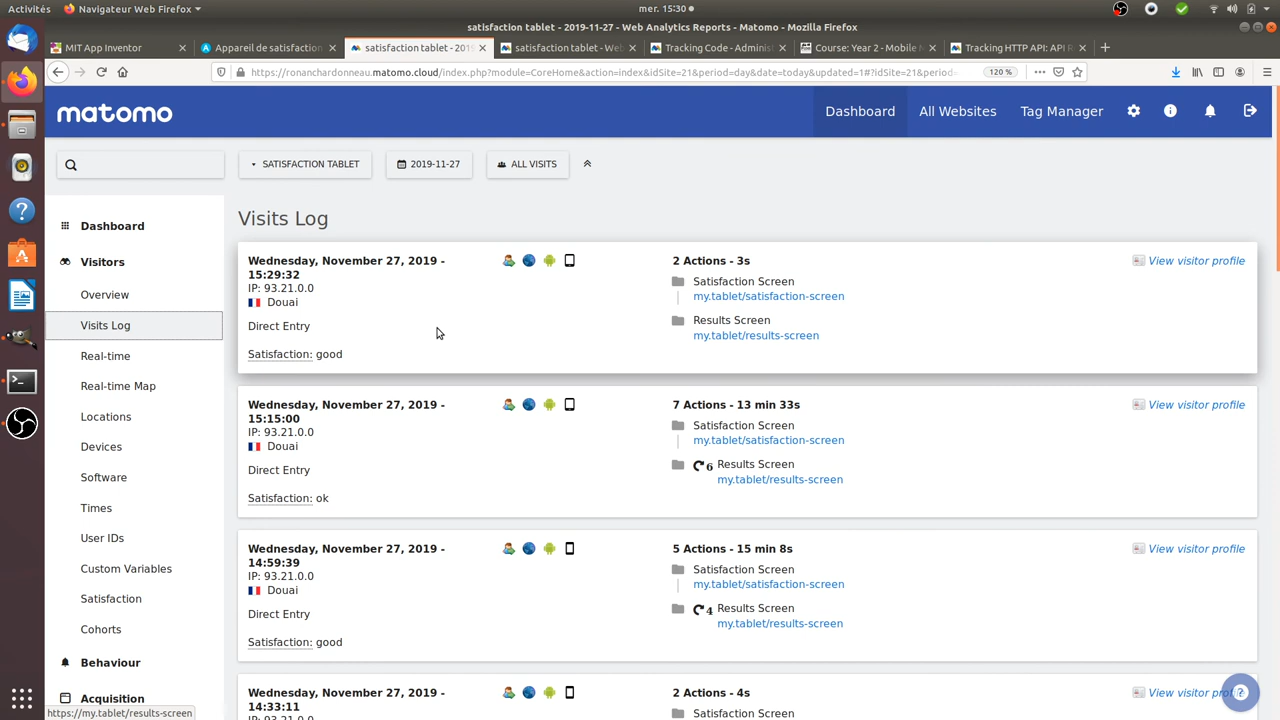 Activités
Navigateur Web Firefox
mer. 15:30
satisfaction tablet - 2019-11-27 - Web Analytics Reports - Matomo - Mozilla Firefox
MIT App Inventor
Appareil de satisfaction
satisfaction tablet - 201
satisfaction tablet - Web
Tracking Code - Adminis
Course: Year 2 - Mobile M
Tracking HTTP API: API R
https://ronanchardonneau.matomo.cloud/index.php?module=CoreHome&action=index&idSite=21&period=day&date=today&updated=1#?idSite=21&period=
120 %
matomo
Dashboard
All Websites
Tag Manager
SATISFACTION TABLET
2019-11-27
ALL VISITS
Dashboard
Visitors
Overview
Visits Log
Real-time
Real-time Map
Locations
Devices
Software
Times
User IDs
Custom Variables
Satisfaction
Cohorts
Behaviour
Acquisition
https://my.tablet/results-screen
Visits Log
Wednesday, November 27, 2019 -
15:29:32
IP: 93.21.0.0
Douai
Direct Entry
Satisfaction: good
2 Actions - 3s
Satisfaction Screen
my.tablet/satisfaction-screen
Results Screen
my.tablet/results-screen
View visitor profile
Wednesday, November 27, 2019 -
15:15:00
IP: 93.21.0.0
Douai
Direct Entry
Satisfaction: ok
7 Actions - 13 min 33s
Satisfaction Screen
my.tablet/satisfaction-screen
6 Results Screen
my.tablet/results-screen
View visitor profile
Wednesday, November 27, 2019 -
14:59:39
IP: 93.21.0.0
Douai
Direct Entry
Satisfaction: good
5 Actions - 15 min 8s
Satisfaction Screen
my.tablet/satisfaction-screen
4 Results Screen
my.tablet/results-screen
View visitor profile
Wednesday, November 27, 2019 -
14:33:11
2 Actions - 4s
Satisfaction Screen
View visitor